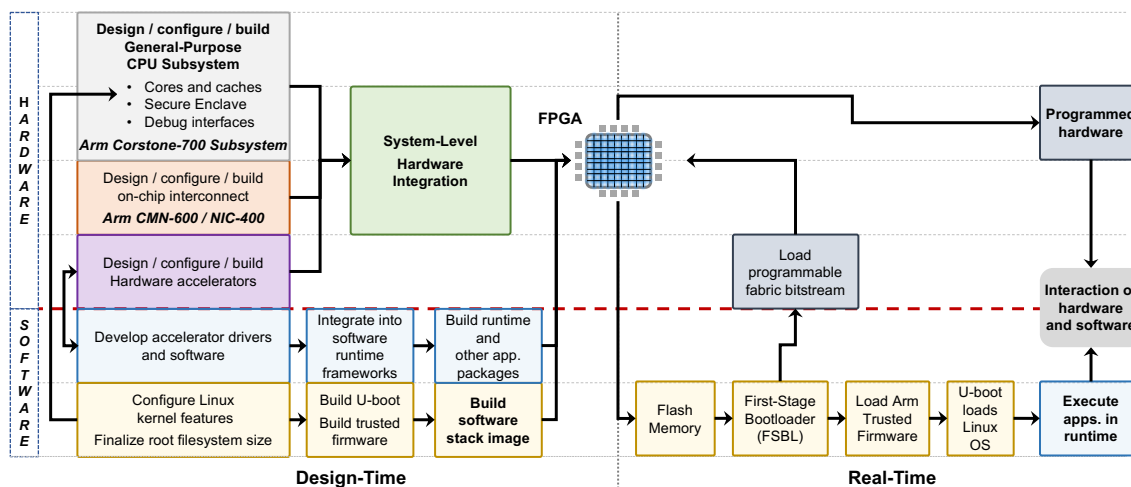 HARDWARE
Design / configure / build
General-Purpose
CPU Subsystem
• Cores and caches
• Secure Enclave
• Debug interfaces
Arm Corstone-700 Subsystem
Design / configure / build
on-chip interconnect
Arm CMN-600 / NIC-400
Design / configure / build
Hardware accelerators
System-Level
Hardware
Integration
FPGA
Programmed
hardware
Load
programmable
fabric bitstream
Interaction of
hardware
and software
SOFTWARE
Develop accelerator drivers
and software
Integrate into
software
runtime
frameworks
Build runtime
and
other app.
packages
Configure Linux
kernel features
Finalize root filesystem size
Build U-boot
Build trusted
firmware
Build
software
stack image
Flash
Memory
First-Stage
Bootloader
(FSBL)
Load Arm
Trusted
Firmware
U-boot
loads
Linux
OS
Execute
apps. in
runtime
Design-Time
Real-Time